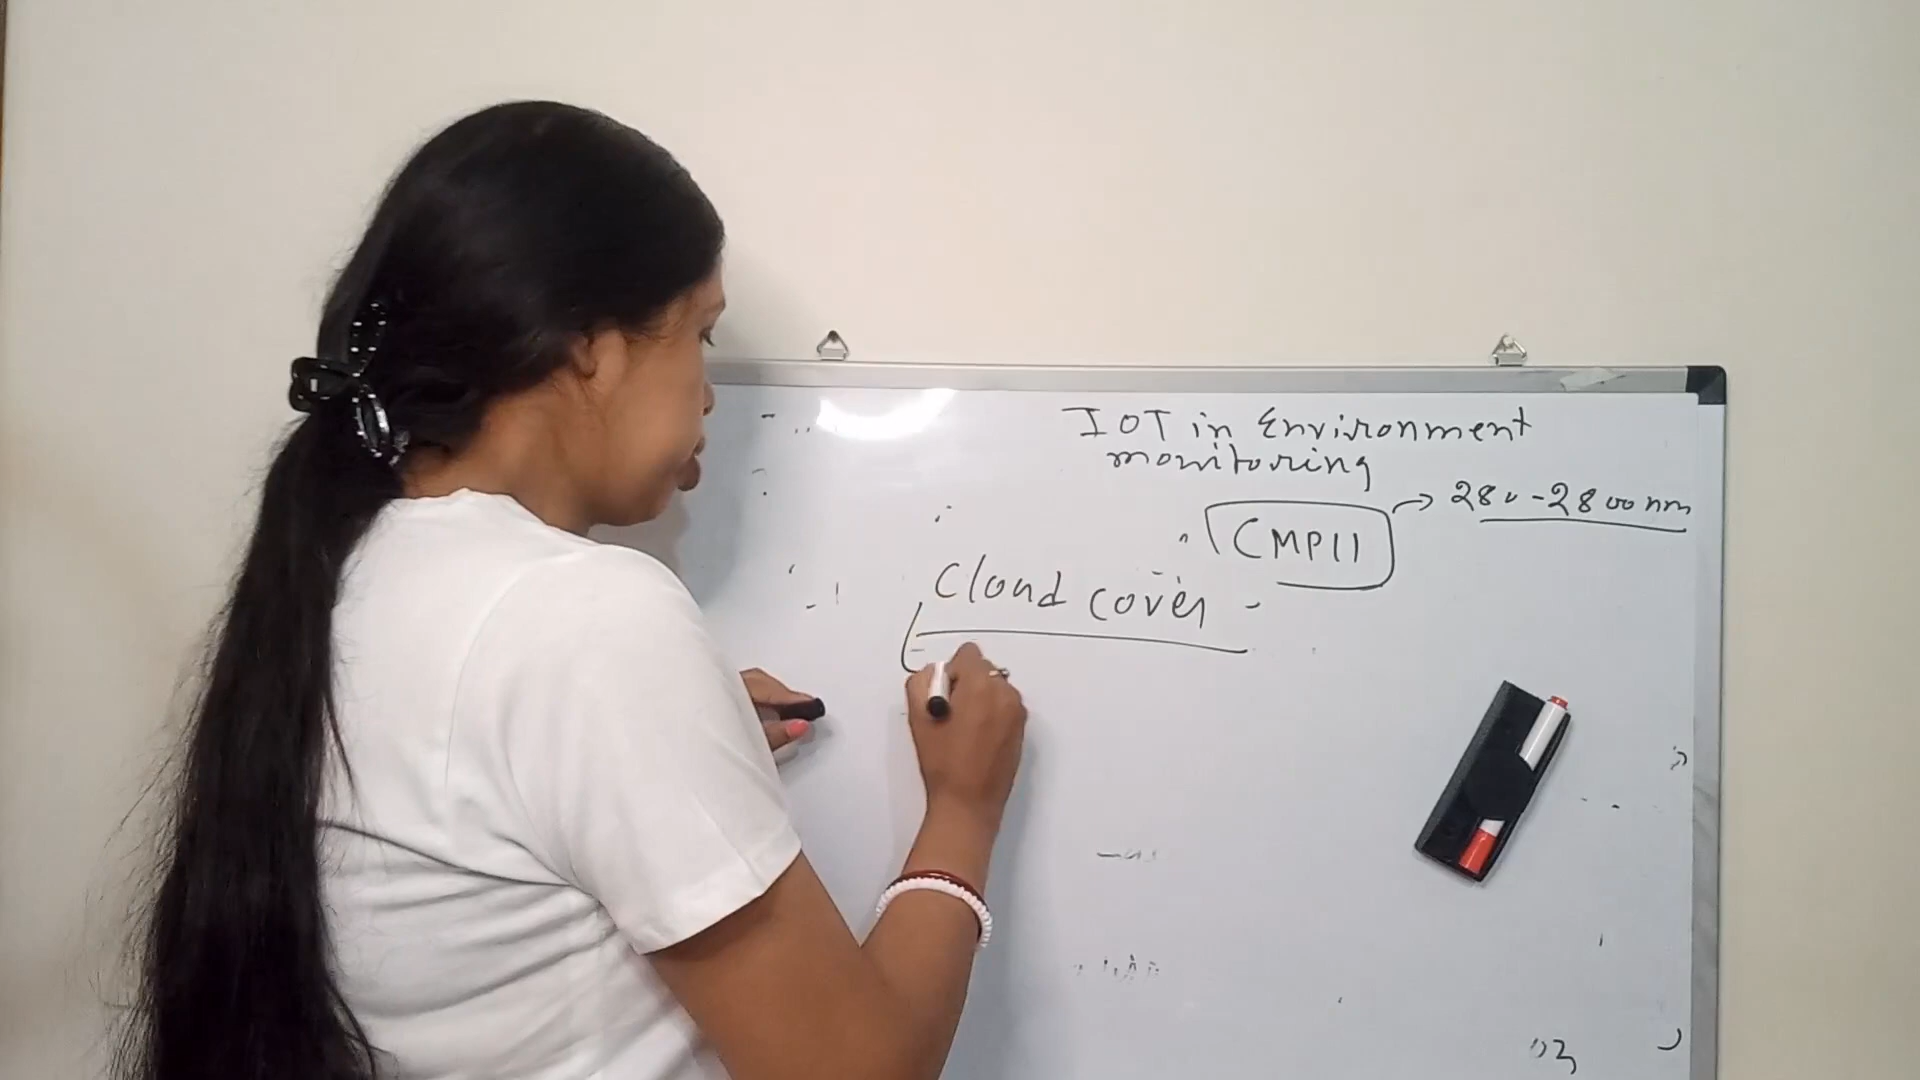 IOT in Environment
monitoring
CMP11 → 280-2800 nm
Cloud cover